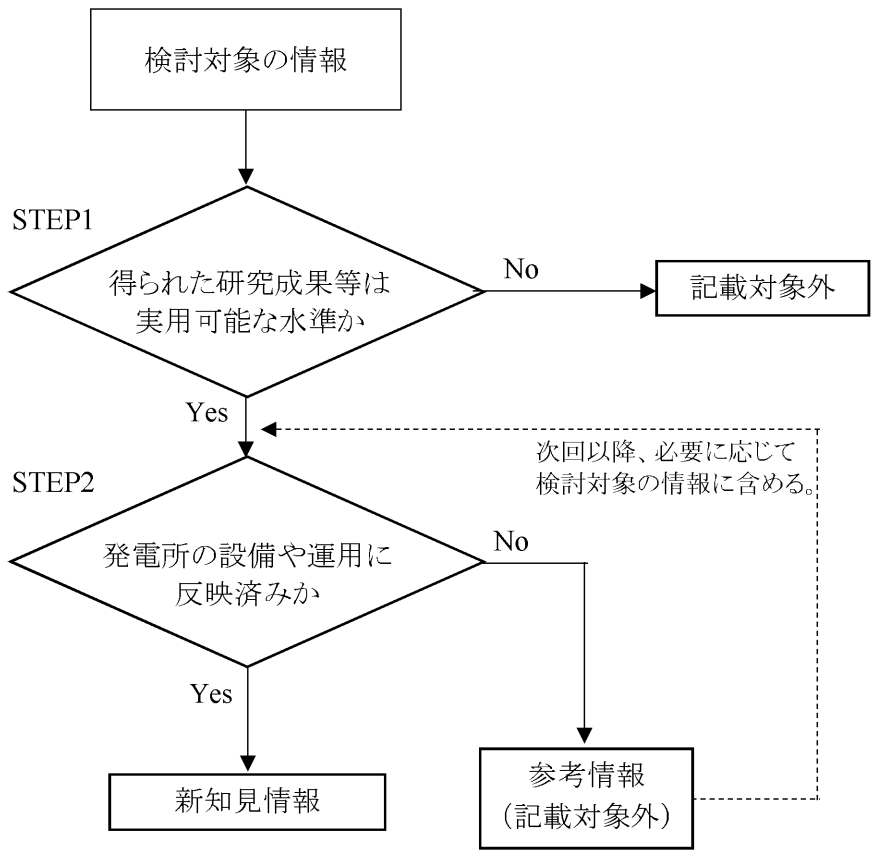 検討対象の情報
STEP1
得られた研究成果等は
実用可能な水準か
No
記載対象外
Yes
次回以降、必要に応じて
検討対象の情報に含める。
STEP2
発電所の設備や運用に
反映済みか
No
Yes
新知見情報
参考情報
（記載対象外）